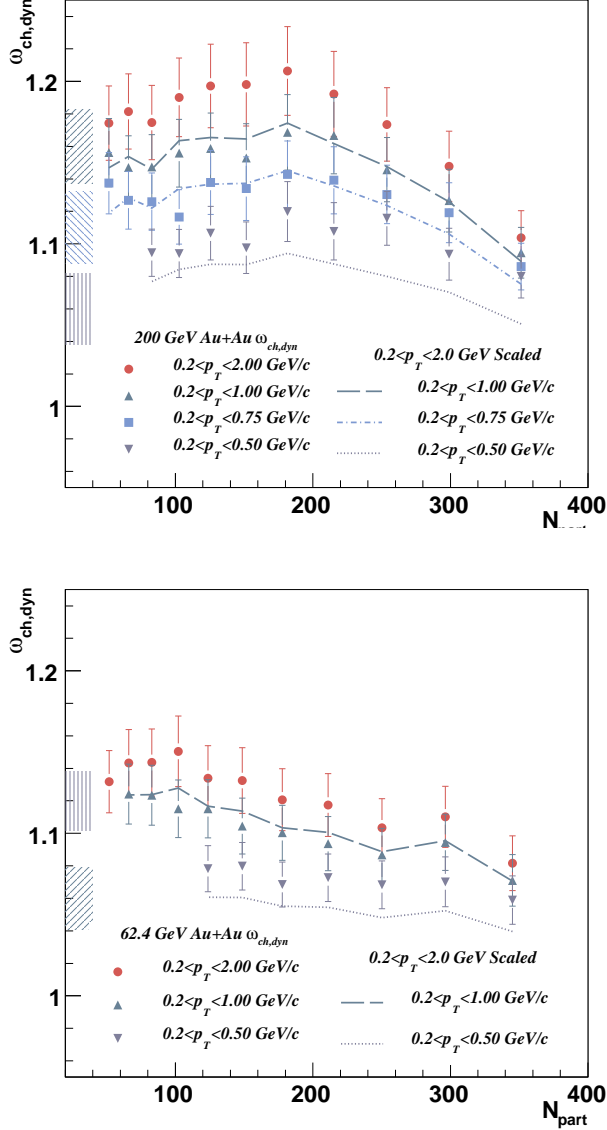 ω_ch,dyn
1.2
1.1
1
200 GeV Au+Au ω_ch,dyn
0.2<p_T<2.0 GeV Scaled
0.2<p_T<2.00 GeV/c
0.2<p_T<1.00 GeV/c 0.2<p_T<1.00 GeV/c
0.2<p_T<0.75 GeV/c 0.2<p_T<0.75 GeV/c
0.2<p_T<0.50 GeV/c 0.2<p_T<0.50 GeV/c
100 200 300 400
N_part
ω_ch,dyn
1.2
1.1
1
62.4 GeV Au+Au ω_ch,dyn
0.2<p_T<2.0 GeV Scaled
0.2<p_T<2.00 GeV/c
0.2<p_T<1.00 GeV/c 0.2<p_T<1.00 GeV/c
0.2<p_T<0.50 GeV/c 0.2<p_T<0.50 GeV/c
100 200 300 400
N_part